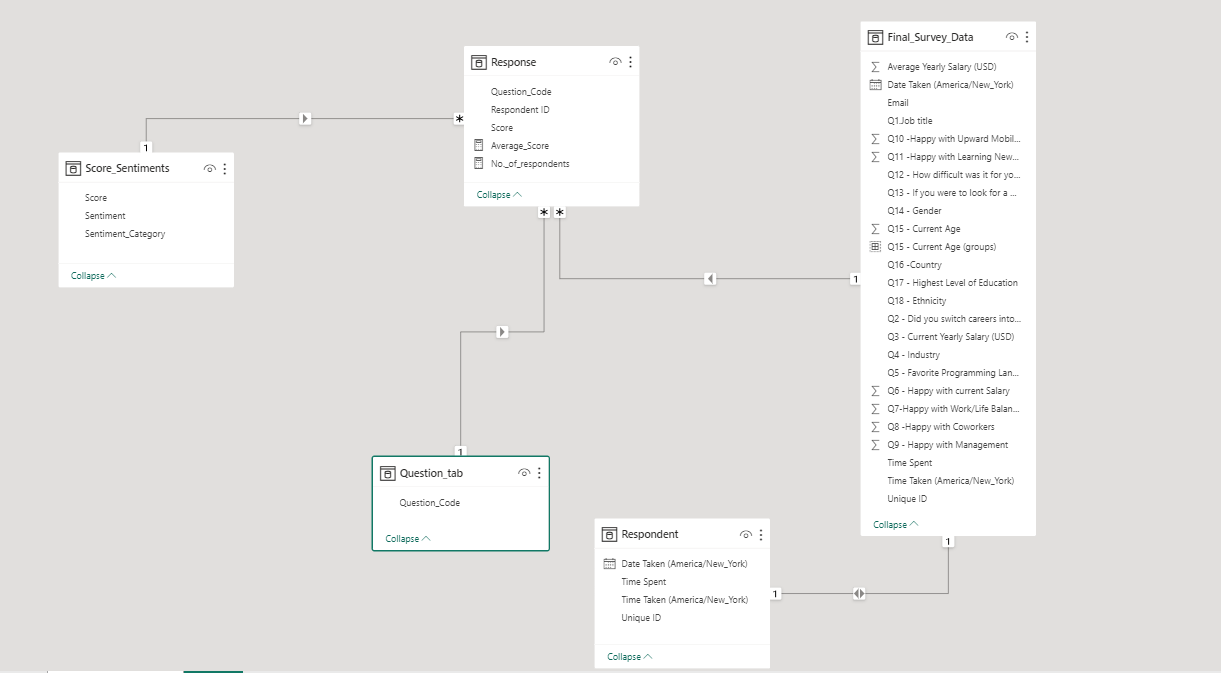 Score_Sentiments
Score
Sentiment
Sentiment_Category
Collapse
1
*
Response
Question_Code
Respondent ID
Score
Average_Score
No._of_respondents
Collapse
*
*
1
1
Question_tab
Question_Code
Collapse
Respondent
Date Taken (America/New_York)
Time Spent
Time Taken (America/New_York)
Unique ID
Collapse
1
1
Final_Survey_Data
Average Yearly Salary (USD)
Date Taken (America/New_York)
Email
Q1.Job title
Q10 -Happy with Upward Mobil...
Q11 -Happy with Learning New...
Q12 - How difficult was it for yo...
Q13 - If you were to look for a ...
Q14 - Gender
Q15 - Current Age
Q15 - Current Age (groups)
Q16 -Country
Q17 - Highest Level of Education
Q18 - Ethnicity
Q2 - Did you switch careers into...
Q3 - Current Yearly Salary (USD)
Q4 - Industry
Q5 - Favorite Programming Lan...
Q6 - Happy with current Salary
Q7-Happy with Work/Life Balan...
Q8 -Happy with Coworkers
Q9 - Happy with Management
Time Spent
Time Taken (America/New_York)
Unique ID
Collapse